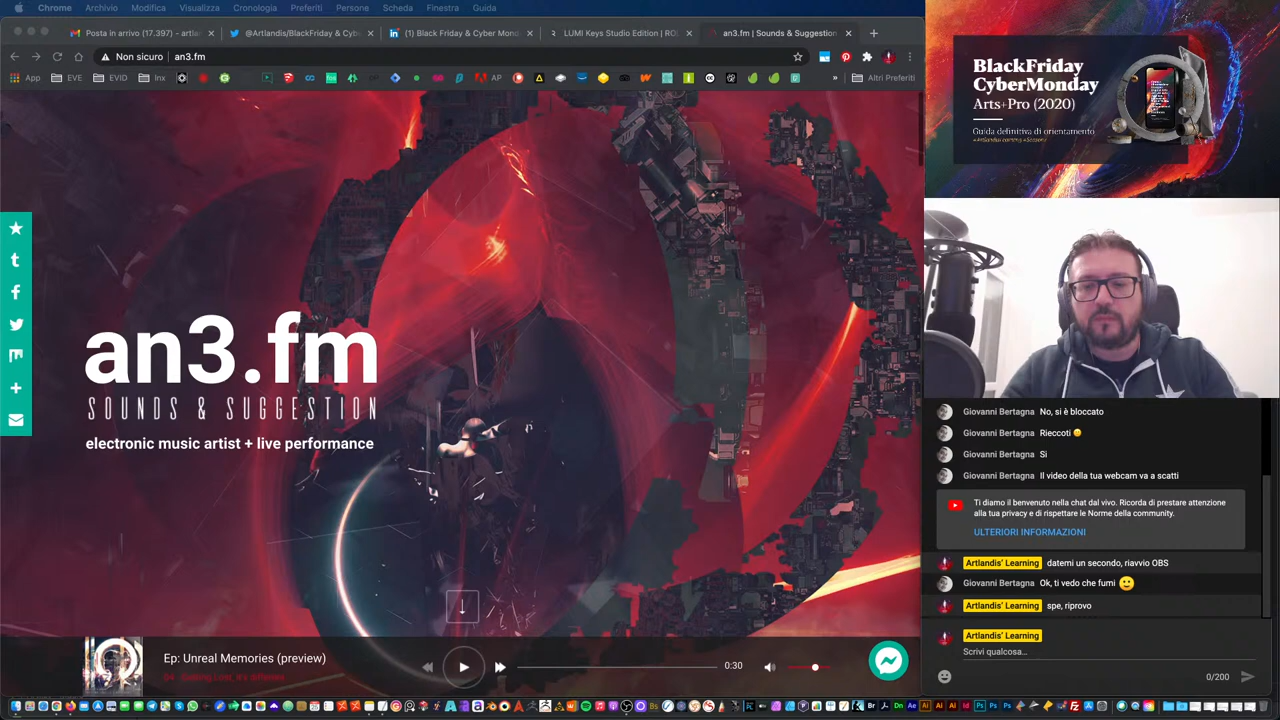 Chrome Archivio Modifica Visualizza Cronologia Preferiti Persone Scheda Finestra Guida
Posta in arrivo (17.397) - artlan
@Artlandis/BlackFriday & Cyb
(1) Black Friday & Cyber Mon
LUMI Keys Studio Edition | RO
an3.fm | Sounds & Suggestion
Non sicuro | an3.fm
App EVE EVID Inx AP Altri Preferiti
an3.fm
SOUNDS & SUGGESTION
electronic music artist + live performance
Ep: Unreal Memories (preview)
0:30
BlackFriday
CyberMonday
Arts+Pro (2020)
Guida definitiva di orientamento
Giovanni Bertagna No, si è bloccato
Giovanni Bertagna Rieccoti
Giovanni Bertagna Si
Giovanni Bertagna Il video della tua webcam va a scatti
Ti diamo il benvenuto nella chat dal vivo. Ricorda di prestare attenzione
alla tua privacy e di rispettare le Norme della community.
ULTERIORI INFORMAZIONI
Artlandis' Learning datemi un secondo, riavvio OBS
Giovanni Bertagna Ok, ti vedo che fumi
Artlandis' Learning spe, riprovo
Artlandis' Learning
Scrivi qualcosa...
0/200